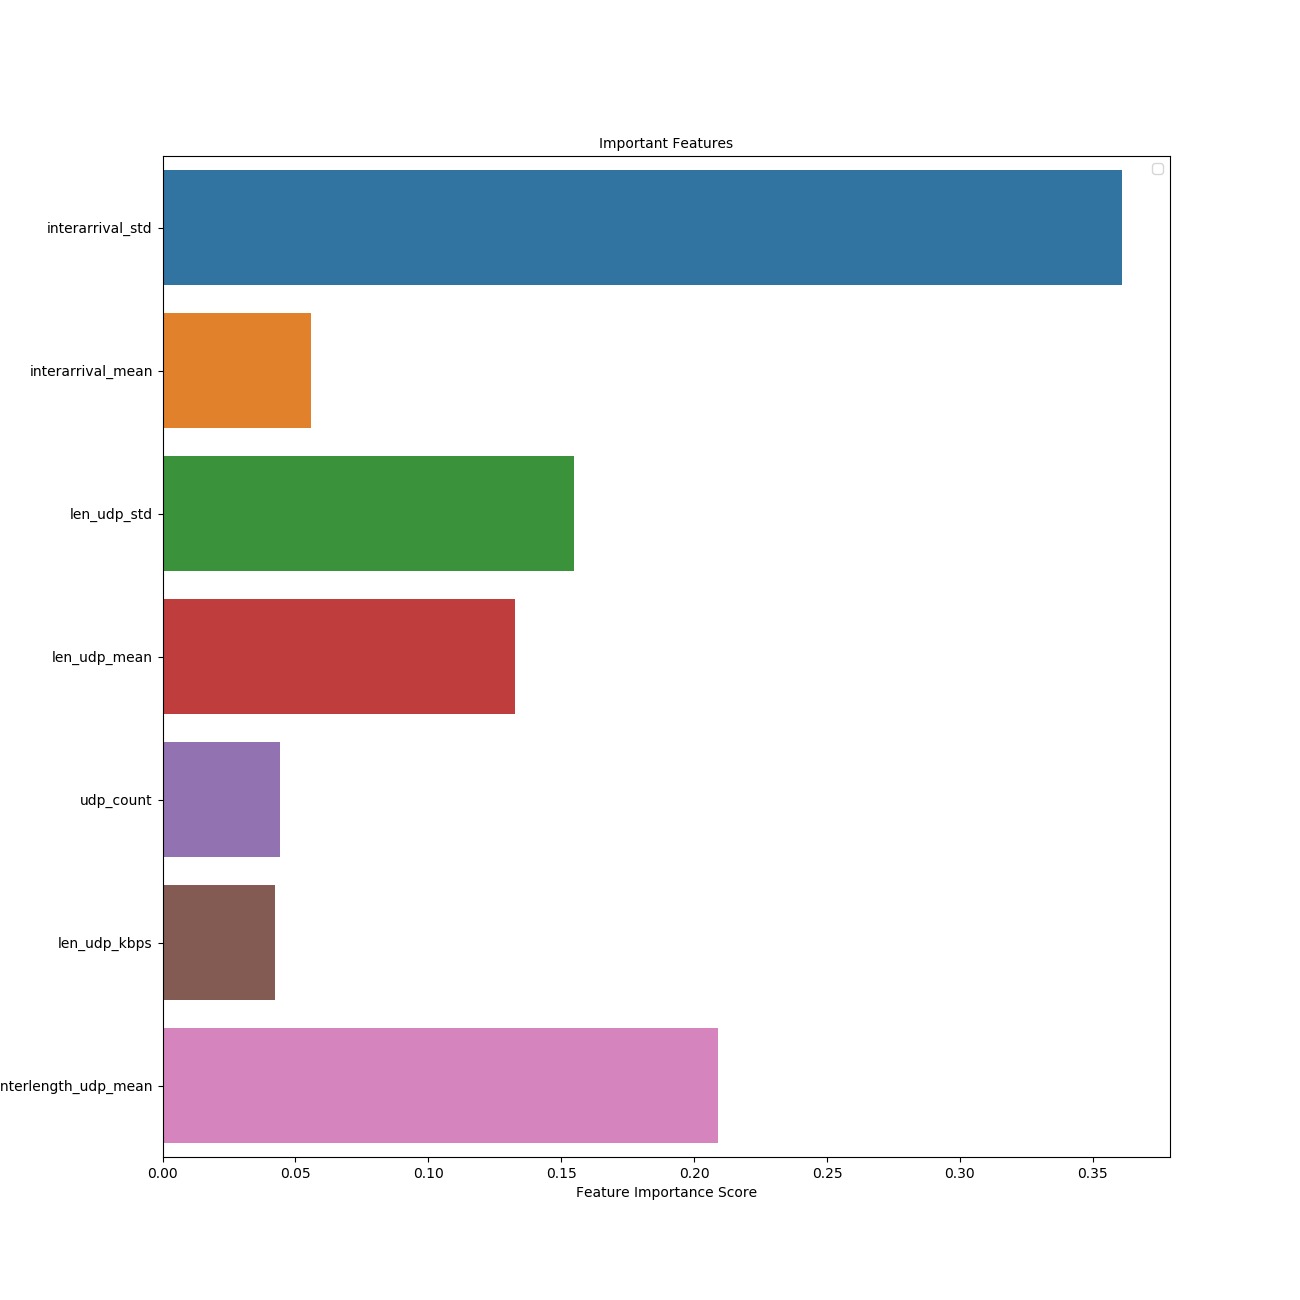 Important Features
interarrival_std
interarrival_mean
len_udp_std
len_udp_mean
udp_count
len_udp_kbps
nterlength_udp_mean
0.00 0.05 0.10 0.15 0.20 0.25 0.30 0.35
Feature Importance Score